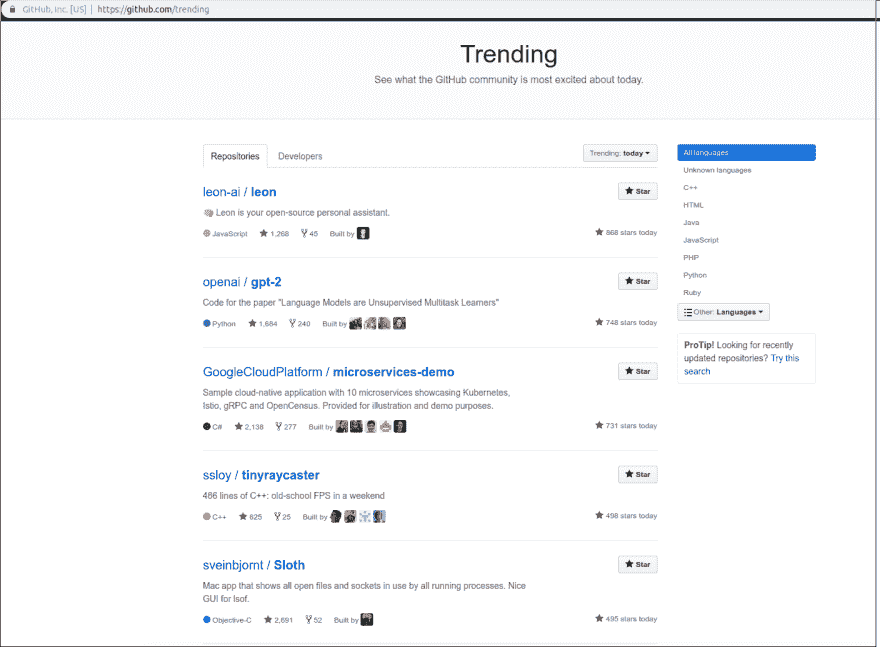 GitHub, Inc. [US] | https://github.com/trending
Trending
See what the GitHub community is most excited about today.
Repositories
Developers
Trending: today
leon-ai / leon
Star
Leon is your open-source personal assistant.
JavaScript 1,268 45 Built by
868 stars today
openai / gpt-2
Star
Code for the paper "Language Models are Unsupervised Multitask Learners"
Python 1,684 240 Built by
748 stars today
GoogleCloudPlatform / microservices-demo
Star
Sample cloud-native application with 10 microservices showcasing Kubernetes,
Istio, gRPC and OpenCensus. Provided for illustration and demo purposes.
C# 2,138 277 Built by
731 stars today
ssloy / tinyraycaster
Star
486 lines of C++: old-school FPS in a weekend
C++ 625 25 Built by
498 stars today
sveinbjornt / Sloth
Star
Mac app that shows all open files and sockets in use by all running processes. Nice
GUI for lsof.
Objective-C 2,691 52 Built by
495 stars today
All languages
Unknown languages
C++
HTML
Java
JavaScript
PHP
Python
Ruby
Other: Languages
ProTip! Looking for recently
updated repositories? Try this
search